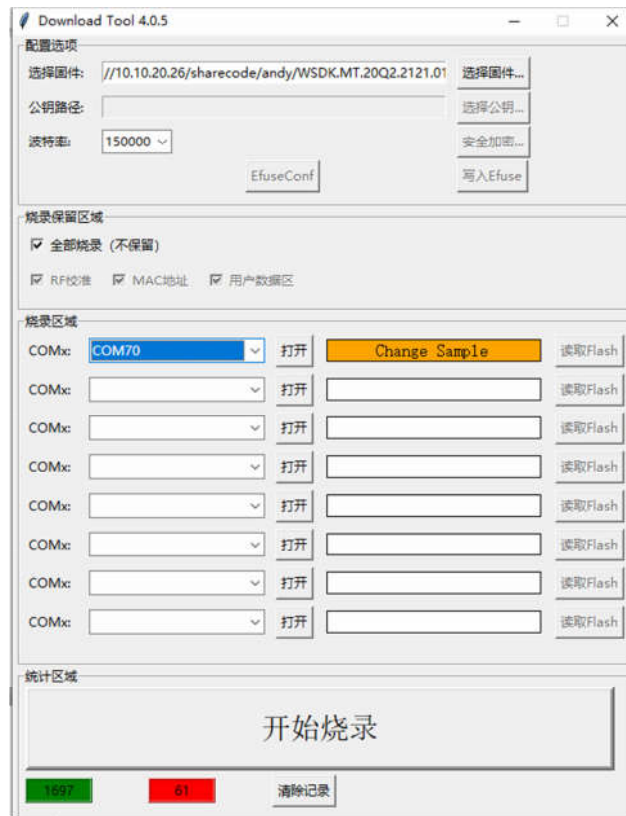 Download Tool 4.0.5
配置选项
选择固件: //10.10.20.26/sharecode/andy/WSDK.MT.20Q2.2121.01 选择固件...
公钥路径: 选择公钥...
波特率: 150000 安全加密...
EfuseConf 写入Efuse
烧录保留区域
全部烧录 (不保留)
RF校准 MAC地址 用户数据区
烧录区域
COMx: COM70 打开 Change Sample 读取Flash
COMx: 打开 读取Flash
COMx: 打开 读取Flash
COMx: 打开 读取Flash
COMx: 打开 读取Flash
COMx: 打开 读取Flash
COMx: 打开 读取Flash
COMx: 打开 读取Flash
统计区域
开始烧录
1697 61 清除记录